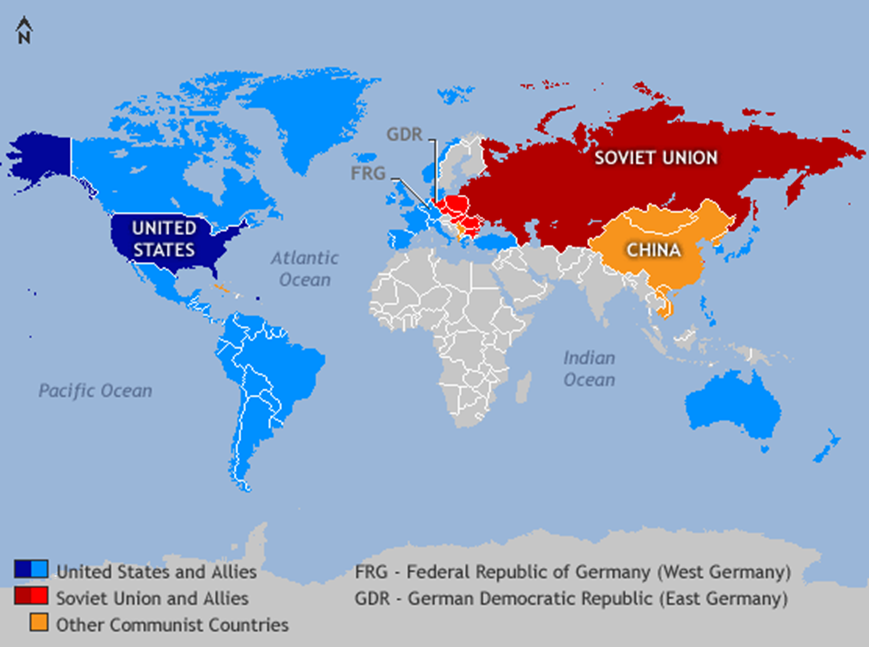 N
GDR
SOVIET UNION
FRG
UNITED
STATES
CHINA
Atlantic
Ocean
Indian
Ocean
Pacific Ocean
United States and Allies
Soviet Union and Allies
Other Communist Countries
FRG - Federal Republic of Germany (West Germany)
GDR - German Democratic Republic (East Germany)